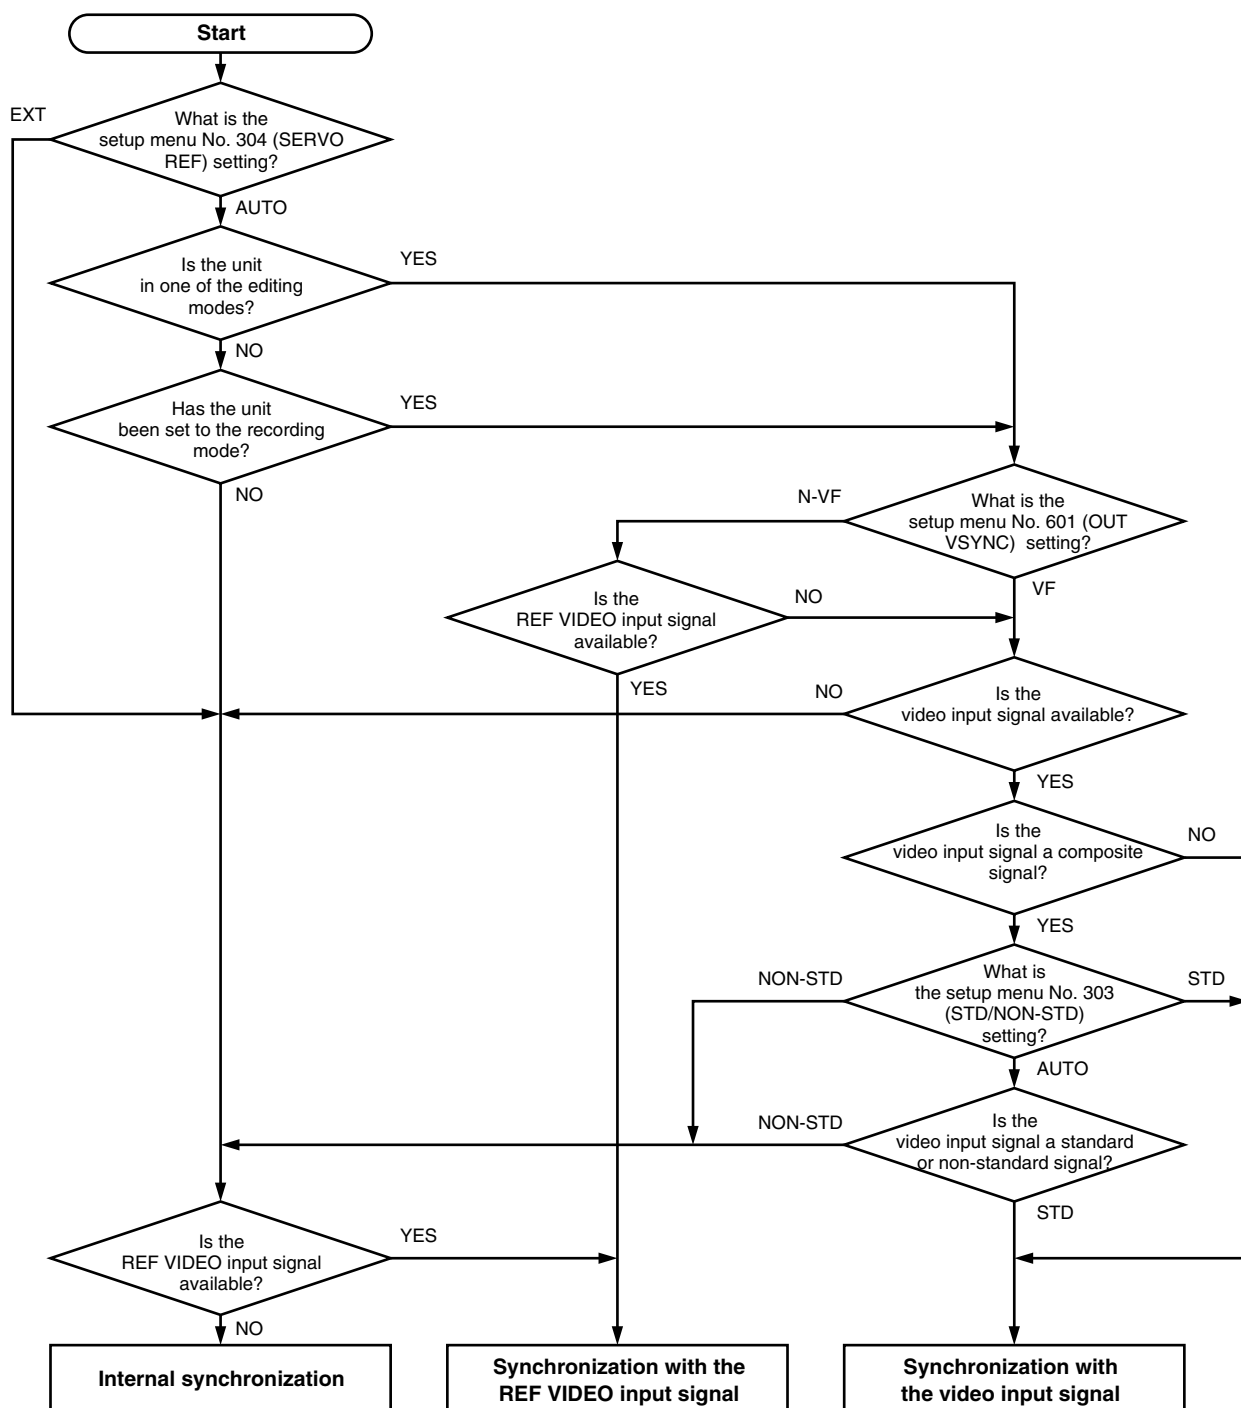 Start
EXT
What is the
setup menu No. 304 (SERVO
REF) setting?
AUTO
Is the unit
in one of the editing
modes?
YES
NO
Has the unit
been set to the recording
mode?
YES
NO
N-VF
What is the
setup menu No. 601 (OUT
VSYNC) setting?
VF
Is the
REF VIDEO input signal
available?
NO
YES
NO
Is the
video input signal available?
YES
Is the
video input signal a composite
signal?
NO
YES
NON-STD
What is
the setup menu No. 303
(STD/NON-STD)
setting?
STD
AUTO
NON-STD
Is the
video input signal a standard
or non-standard signal?
STD
Is the
REF VIDEO input signal
available?
YES
NO
Internal synchronization
Synchronization with the
REF VIDEO input signal
Synchronization with
the video input signal